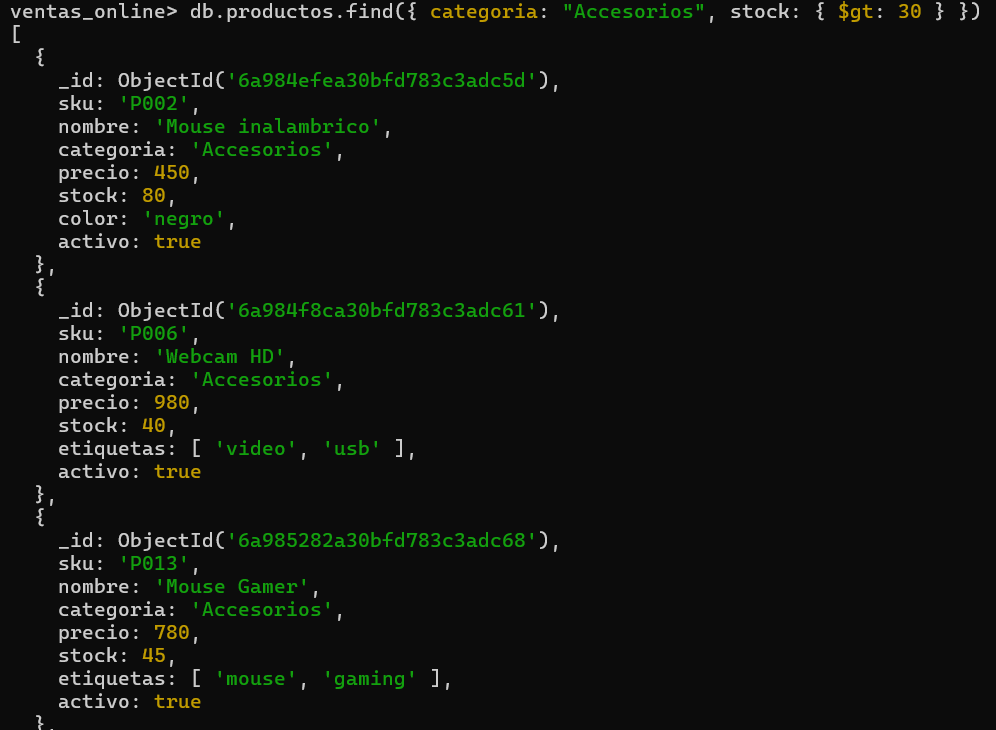 ventas_online> db.productos.find({ categoria: "Accesorios", stock: { $gt: 30 } })
[
  {
    _id: ObjectId('6a984efea30bfd783c3adc5d'),
    sku: 'P002',
    nombre: 'Mouse inalambrico',
    categoria: 'Accesorios',
    precio: 450,
    stock: 80,
    color: 'negro',
    activo: true
  },
  {
    _id: ObjectId('6a984f8ca30bfd783c3adc61'),
    sku: 'P006',
    nombre: 'Webcam HD',
    categoria: 'Accesorios',
    precio: 980,
    stock: 40,
    etiquetas: [ 'video', 'usb' ],
    activo: true
  },
  {
    _id: ObjectId('6a985282a30bfd783c3adc68'),
    sku: 'P013',
    nombre: 'Mouse Gamer',
    categoria: 'Accesorios',
    precio: 780,
    stock: 45,
    etiquetas: [ 'mouse', 'gaming' ],
    activo: true
  },